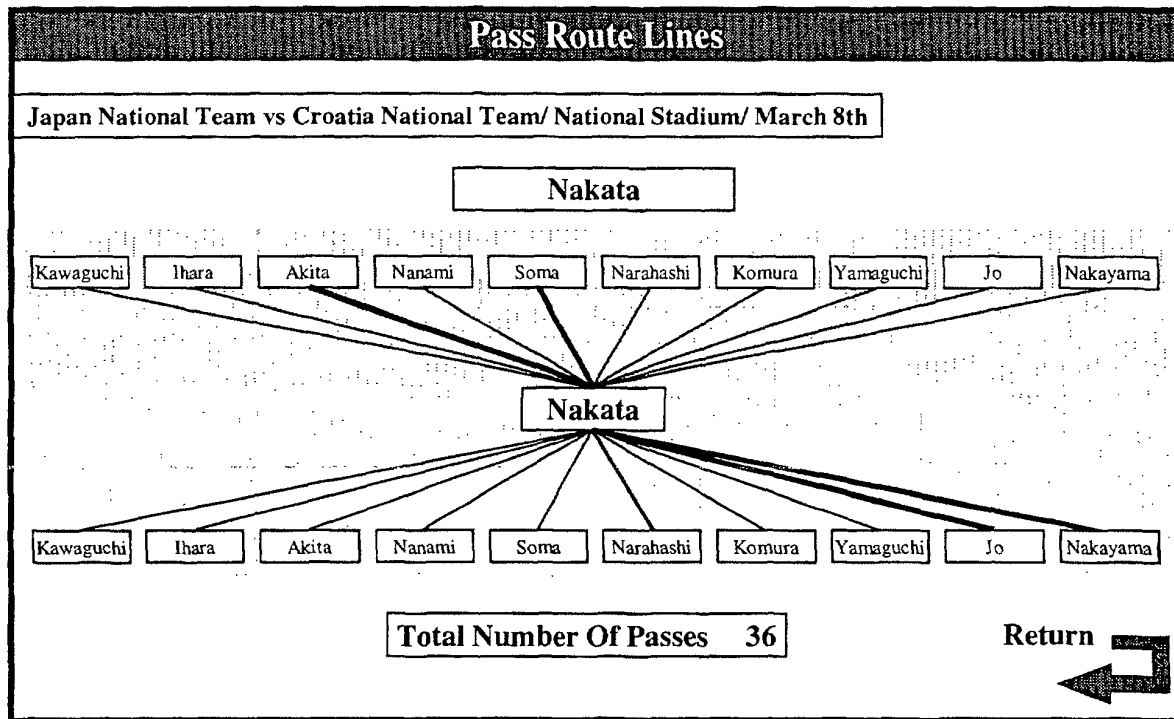 Pass Route Lines
Japan National Team vs Croatia National Team/ National Stadium/ March 8th
Nakata
Kawaguchi Ihara Akita Nanami Soma Narahashi Komura Yamaguchi Jo Nakayama
Nakata
Kawaguchi Ihara Akita Nanami Soma Narahashi Komura Yamaguchi Jo Nakayama
Total Number Of Passes 36
Return